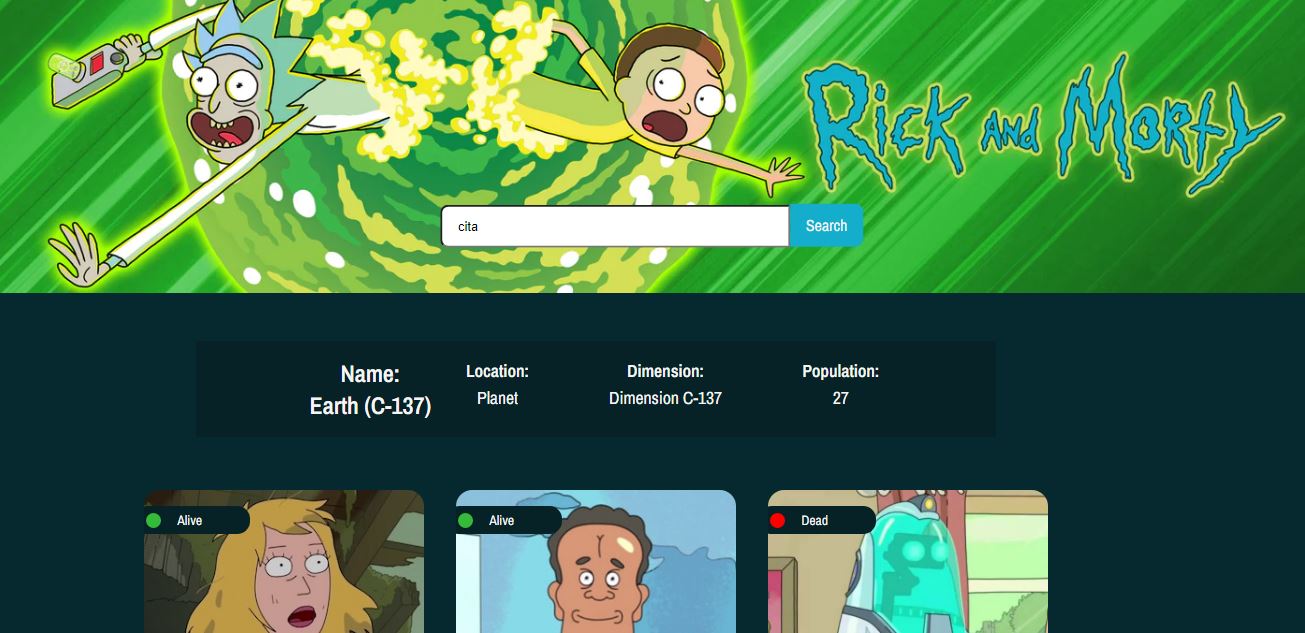 Rick and Morty
cita
Search
Name:
Earth (C-137)
Location:
Planet
Dimension:
Dimension C-137
Population:
27
Alive
Alive
Dead